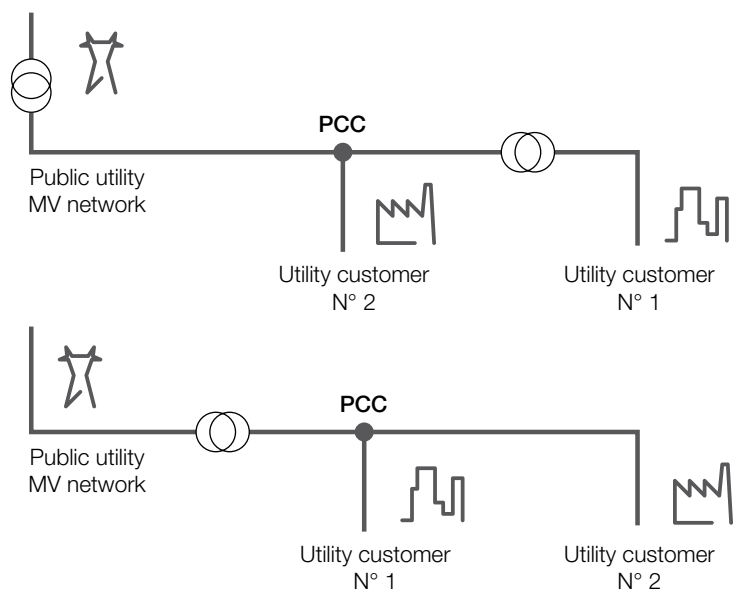 PCC
Public utility
MV network
Utility customer
N° 2
Utility customer
N° 1
PCC
Public utility
MV network
Utility customer
N° 1
Utility customer
N° 2